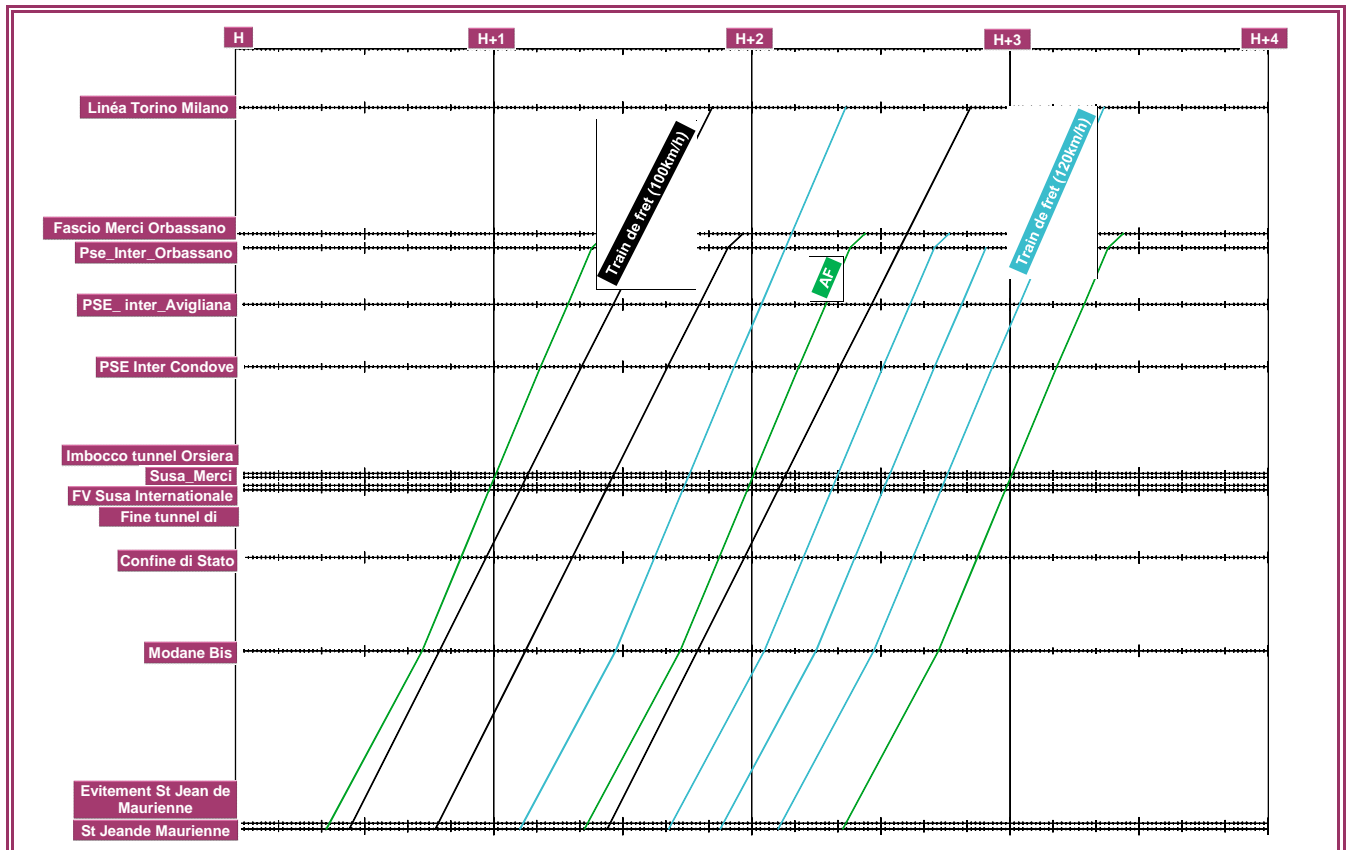 H
H+1
H+2
H+3
H+4
Linéa Torino Milano
Fascio Merci Orbassano
Pse_Inter_Orbassano
PSE_ inter_Avigliana
PSE Inter Condove
Imbocco tunnel Orsiera
Susa_Merci
FV Susa Internationale
Fine tunnel di
Confine di Stato
Modane Bis
Evitement St Jean de
Maurienne
St Jeande Maurienne
Train de fret (100km/h)
AF
Train de fret (120km/h)